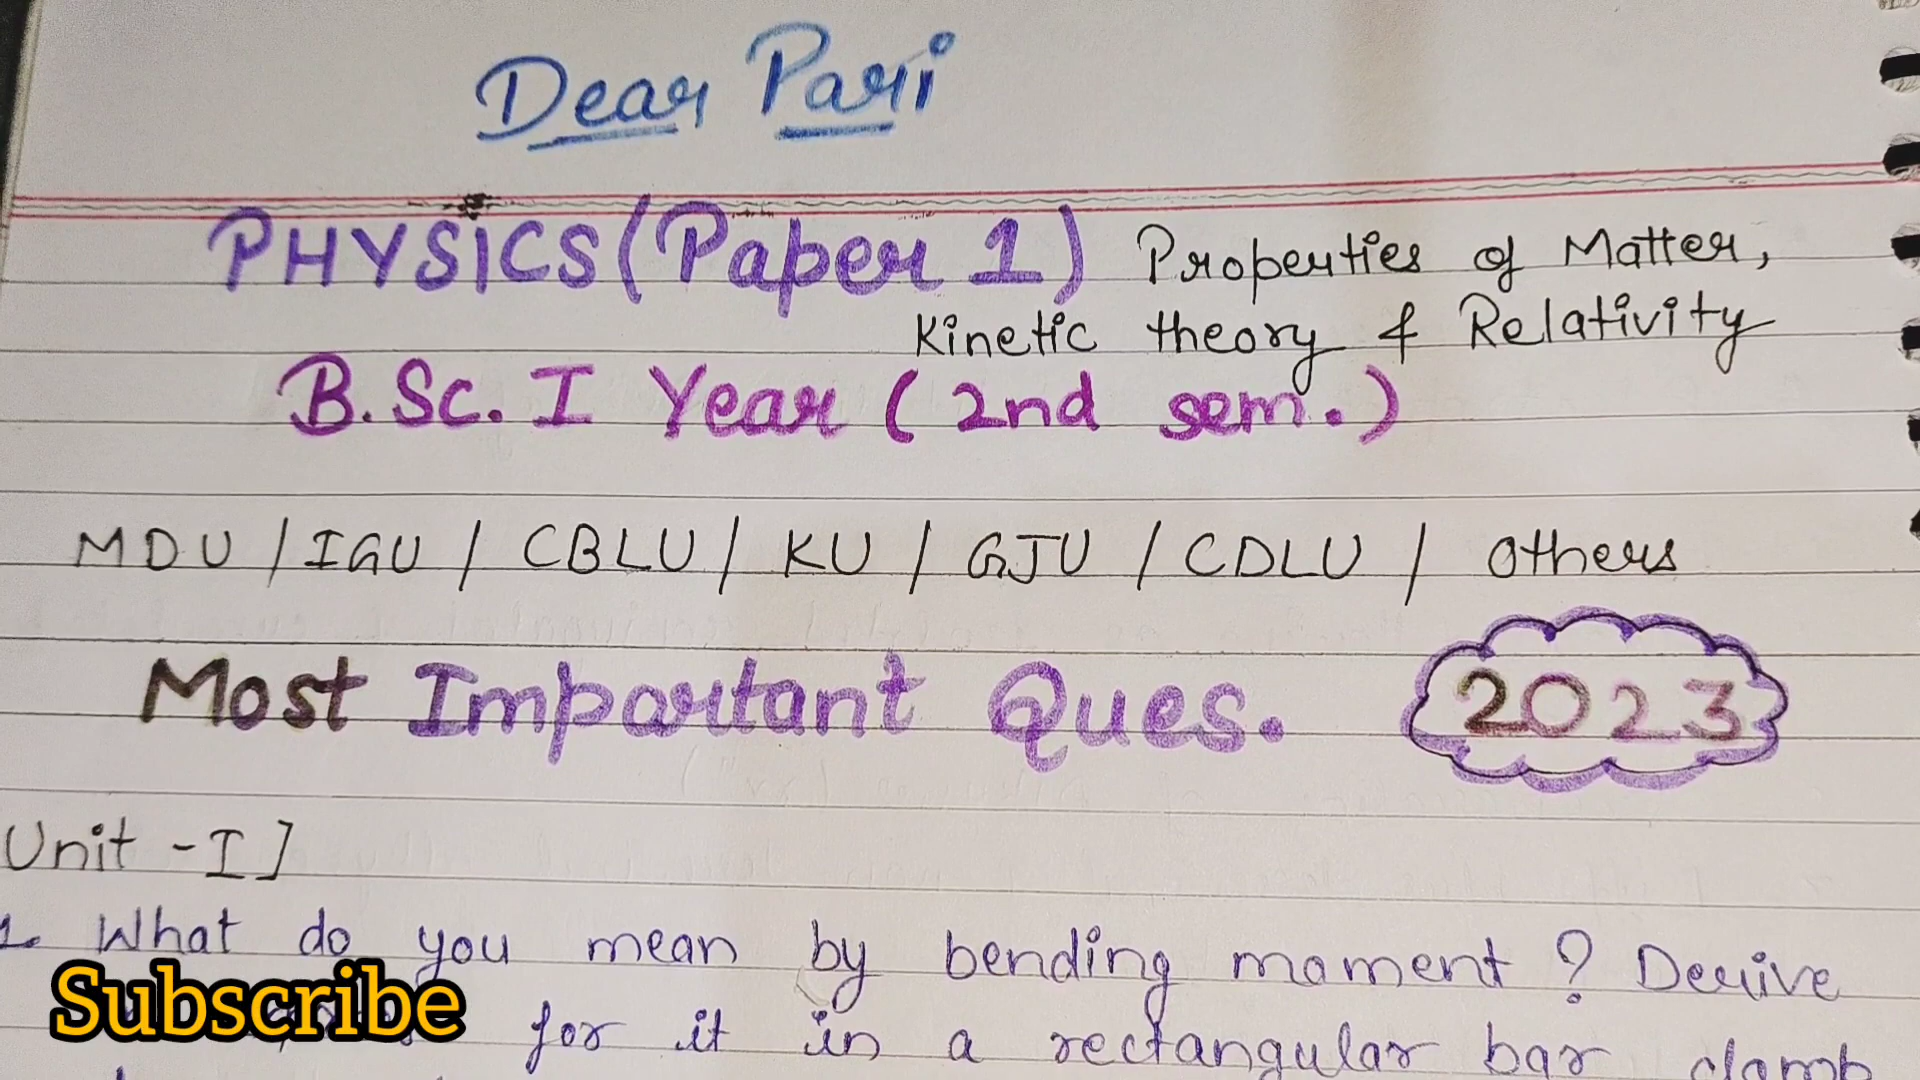 Dear Pari
PHYSICS (Paper 1) Properties of Matter,
Kinetic theory & Relativity
B.Sc. I Year (2nd sem.)
MDU / IGU / CBLU / KU / GJU / CDLU / Others
Most Important Ques. 2023
Unit - I]
1. What do you mean by bending moment ? Derive
Subscribe
for it in a rectangular bar